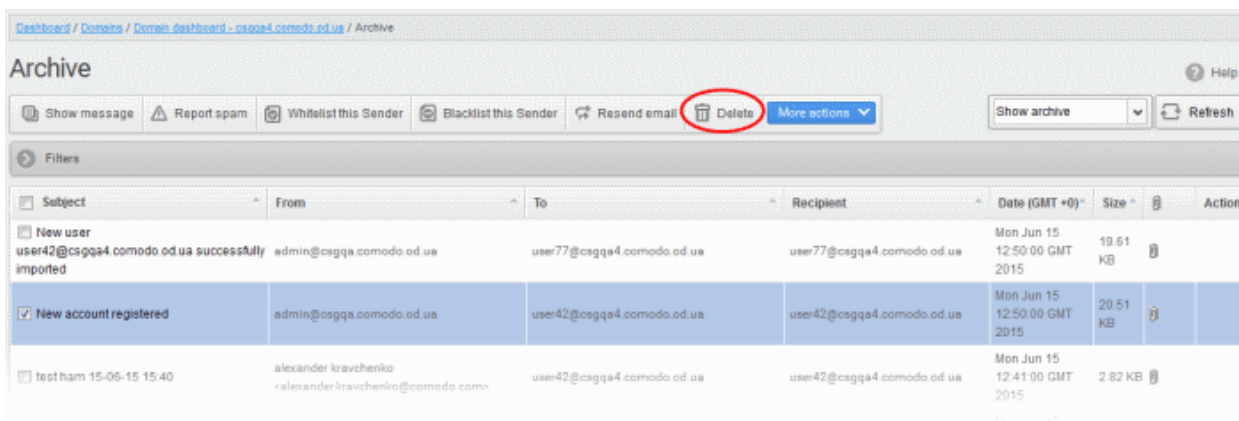 Dashboard / Domains / Domain dashboard - csgqa4.comodo.od.ua / Archive
Archive
Help
Show message Report spam Whitelist this Sender Blacklist this Sender Resend email Delete More actions Show archive Refresh
Filters
Subject From To Recipient Date (GMT +0) Size Action
New user
user42@csgqa4.comodo.od.ua successfully
imported
admin@csgqa.comodo.od.ua
user77@csgqa4.comodo.od.ua
user77@csgqa4.comodo.od.ua
Mon Jun 15
12:50:00 GMT
2015
19.61
KB
New account registered
admin@csgqa.comodo.od.ua
user42@csgqa4.comodo.od.ua
user42@csgqa4.comodo.od.ua
Mon Jun 15
12:50:00 GMT
2015
20.51
KB
test ham 15-06-15 15:40
alexander kravchenko
<alexander.kravchenko@comodo.com>
user42@csgqa4.comodo.od.ua
user42@csgqa4.comodo.od.ua
Mon Jun 15
12:41:00 GMT
2015
2.82 KB